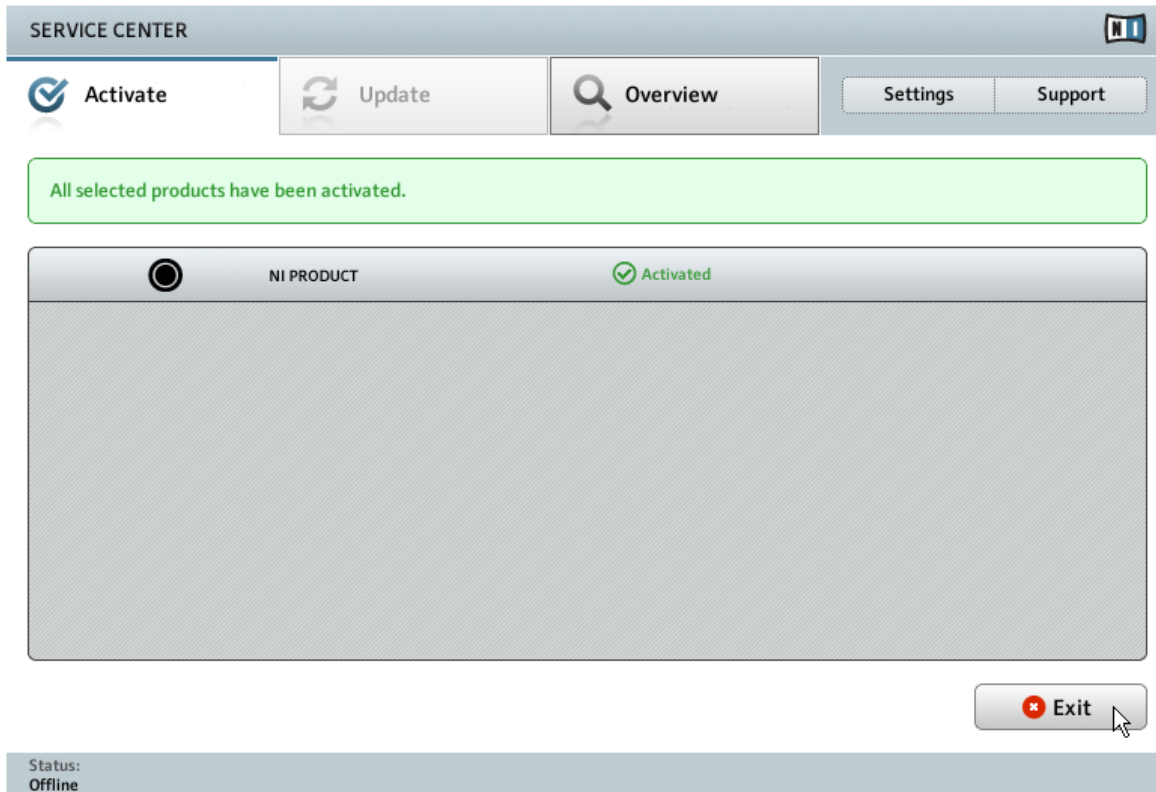 SERVICE CENTER
NI
Activate
Update
Overview
Settings
Support
All selected products have been activated.
NI PRODUCT
Activated
Exit
Status:
Offline